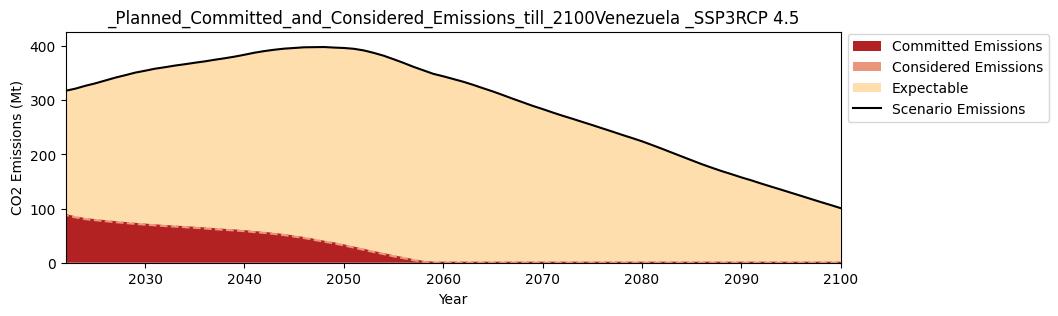 _Planned_Committed_and_Considered_Emissions_till_2100Venezuela _SSP3RCP 4.5
400
300
200
100
0
CO2 Emissions (Mt)
2030 2040 2050 2060 2070 2080 2090 2100
Year
Committed Emissions
Considered Emissions
Expectable
Scenario Emissions